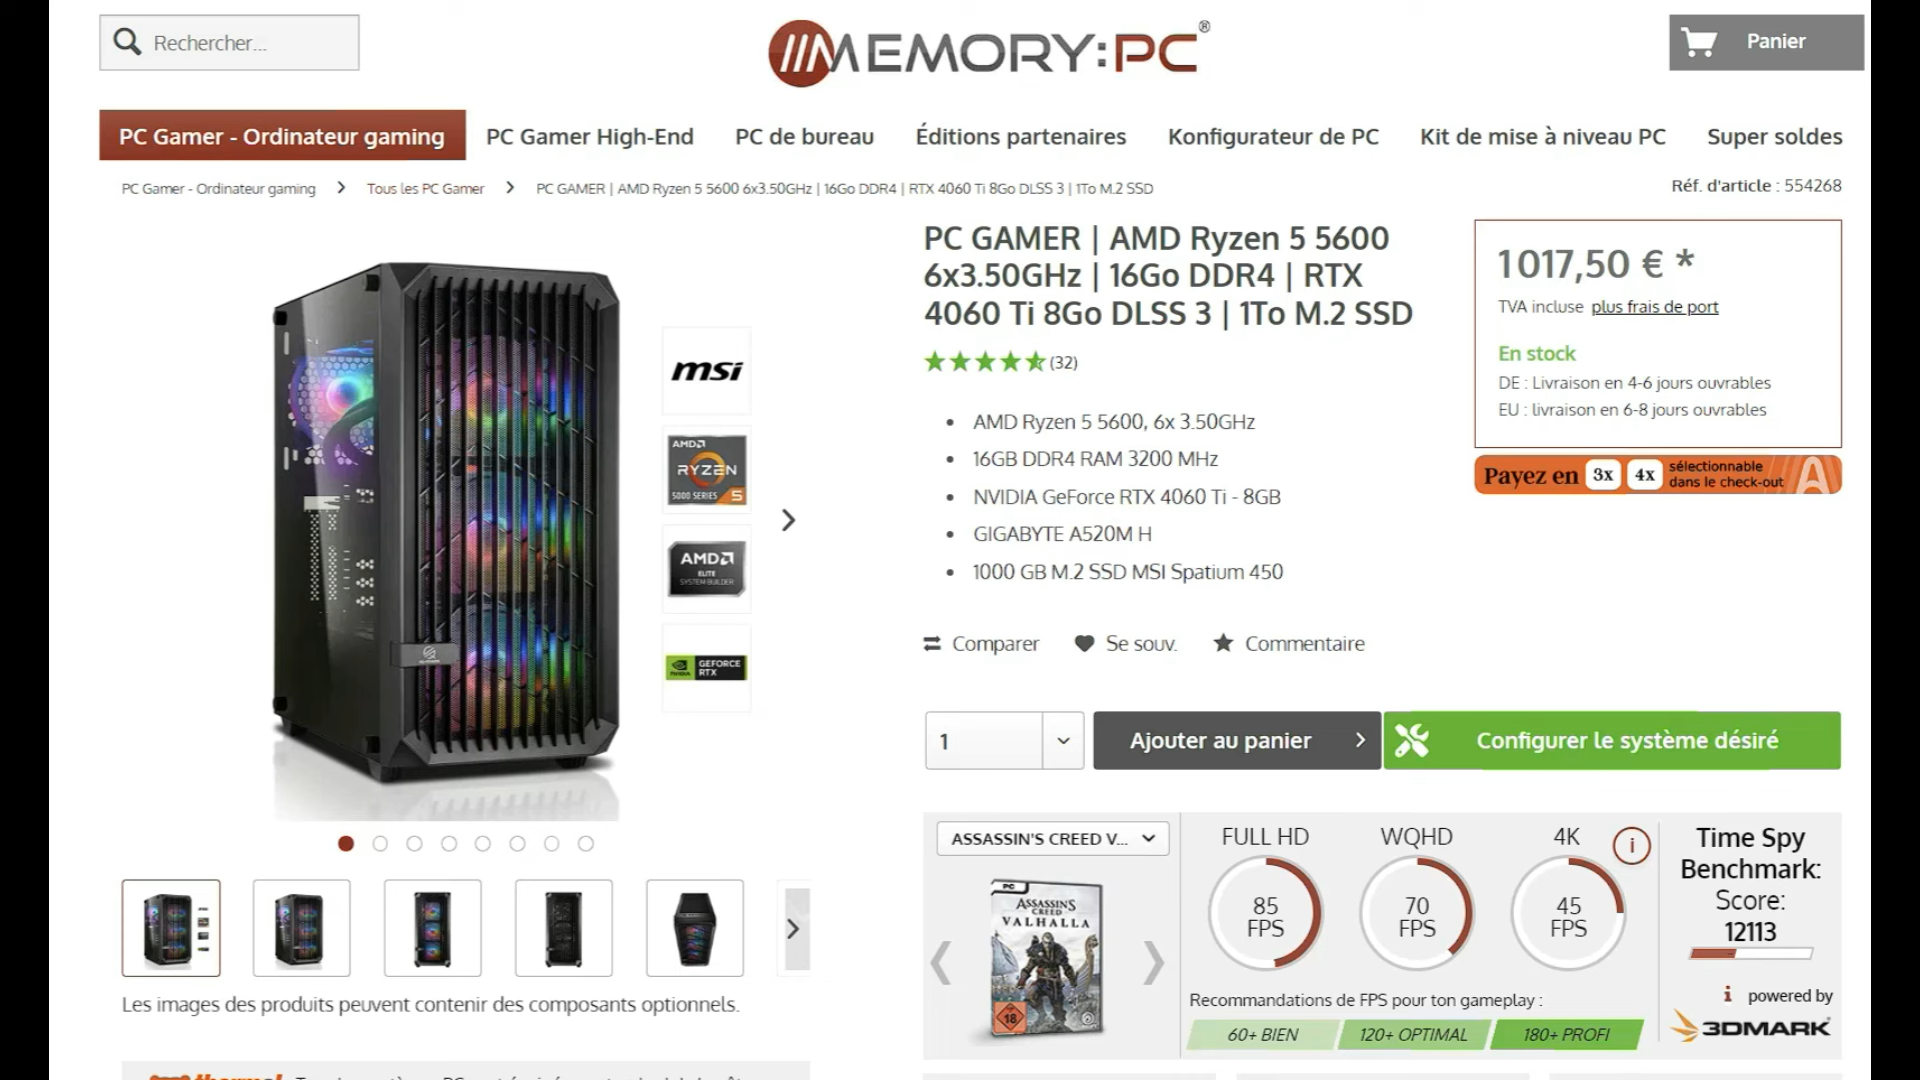 Rechercher...
MEMORY:PC®
Panier
PC Gamer - Ordinateur gaming
PC Gamer High-End
PC de bureau
Éditions partenaires
Konfigurateur de PC
Kit de mise à niveau PC
Super soldes
PC Gamer - Ordinateur gaming > Tous les PC Gamer > PC GAMER | AMD Ryzen 5 5600 6x3.50GHz | 16Go DDR4 | RTX 4060 Ti 8Go DLSS 3 | 1To M.2 SSD
Réf. d'article : 554268
PC GAMER | AMD Ryzen 5 5600
6x3.50GHz | 16Go DDR4 | RTX
4060 Ti 8Go DLSS 3 | 1To M.2 SSD
(32)
AMD Ryzen 5 5600, 6x 3.50GHz
16GB DDR4 RAM 3200 MHz
NVIDIA GeForce RTX 4060 Ti - 8GB
GIGABYTE A520M H
1000 GB M.2 SSD MSI Spatium 450
1 017,50 € *
TVA incluse plus frais de port
En stock
DE : Livraison en 4-6 jours ouvrables
EU : livraison en 6-8 jours ouvrables
Payez en 3x 4x sélectionnable
dans le check-out
msi
AMD
RYZEN
5000 SERIES 5
AMD
ELITE
SYSTEM BUILDER
NVIDIA
GEFORCE
RTX
Comparer
Se souv.
Commentaire
1
Ajouter au panier
Configurer le système désiré
ASSASSIN'S CREED V...
PC
ASSASSIN'S
CREED
VALHALLA
18
FULL HD
85
FPS
WQHD
70
FPS
4K
45
FPS
i
Recommandations de FPS pour ton gameplay :
60+ BIEN
120+ OPTIMAL
180+ PROFI
Time Spy
Benchmark:
Score:
12113
i powered by
3DMARK
Les images des produits peuvent contenir des composants optionnels.